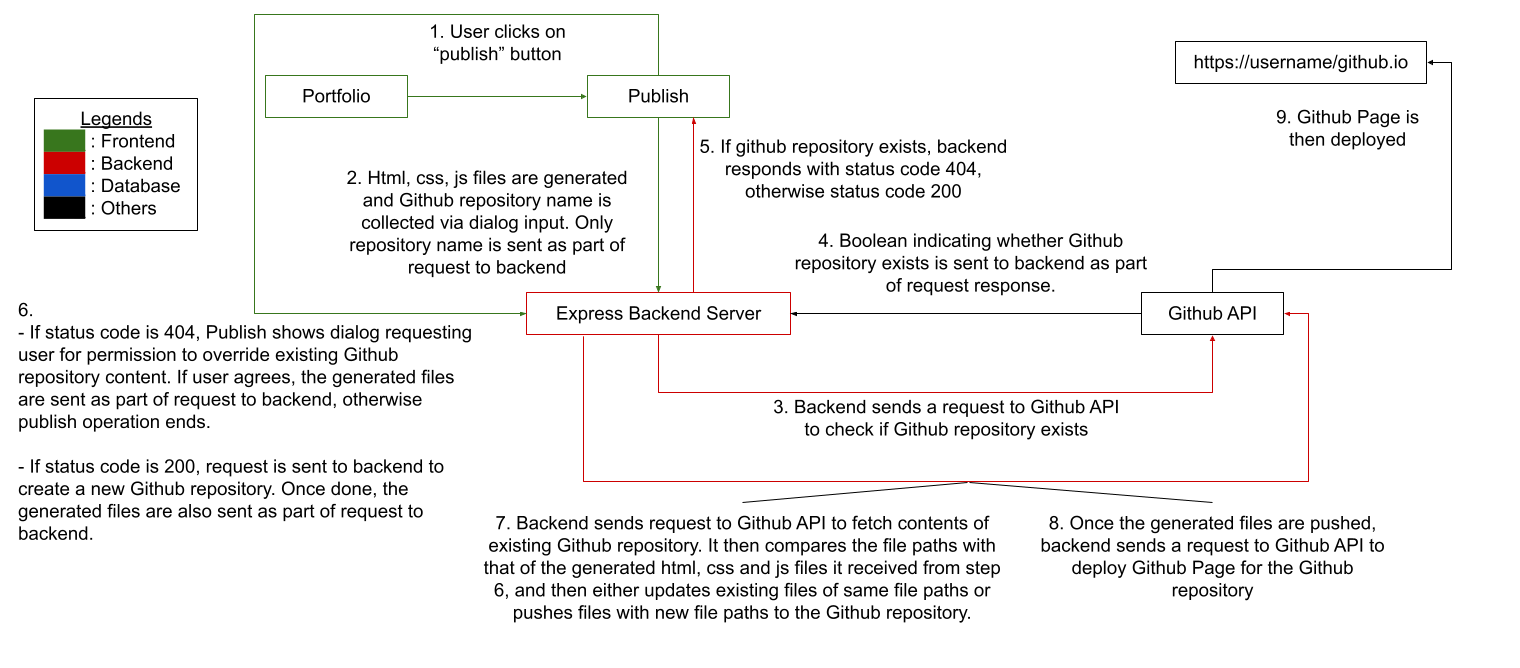 1. User clicks on
“publish” button
https://username/github.io
Portfolio
Publish
Legends
: Frontend
: Backend
: Database
: Others
9. Github Page is
then deployed
5. If github repository exists, backend
responds with status code 404,
otherwise status code 200
2. Html, css, js files are generated
and Github repository name is
collected via dialog input. Only
repository name is sent as part of
request to backend
4. Boolean indicating whether Github
repository exists is sent to backend as part
of request response.
Express Backend Server
Github API
6.
- If status code is 404, Publish shows dialog requesting
user for permission to override existing Github
repository content. If user agrees, the generated files
are sent as part of request to backend, otherwise
publish operation ends.
- If status code is 200, request is sent to backend to
create a new Github repository. Once done, the
generated files are also sent as part of request to
backend.
3. Backend sends a request to Github API
to check if Github repository exists
7. Backend sends request to Github API to fetch contents of
existing Github repository. It then compares the file paths with
that of the generated html, css and js files it received from step
6, and then either updates existing files of same file paths or
pushes files with new file paths to the Github repository.
8. Once the generated files are pushed,
backend sends a request to Github API to
deploy Github Page for the Github
repository